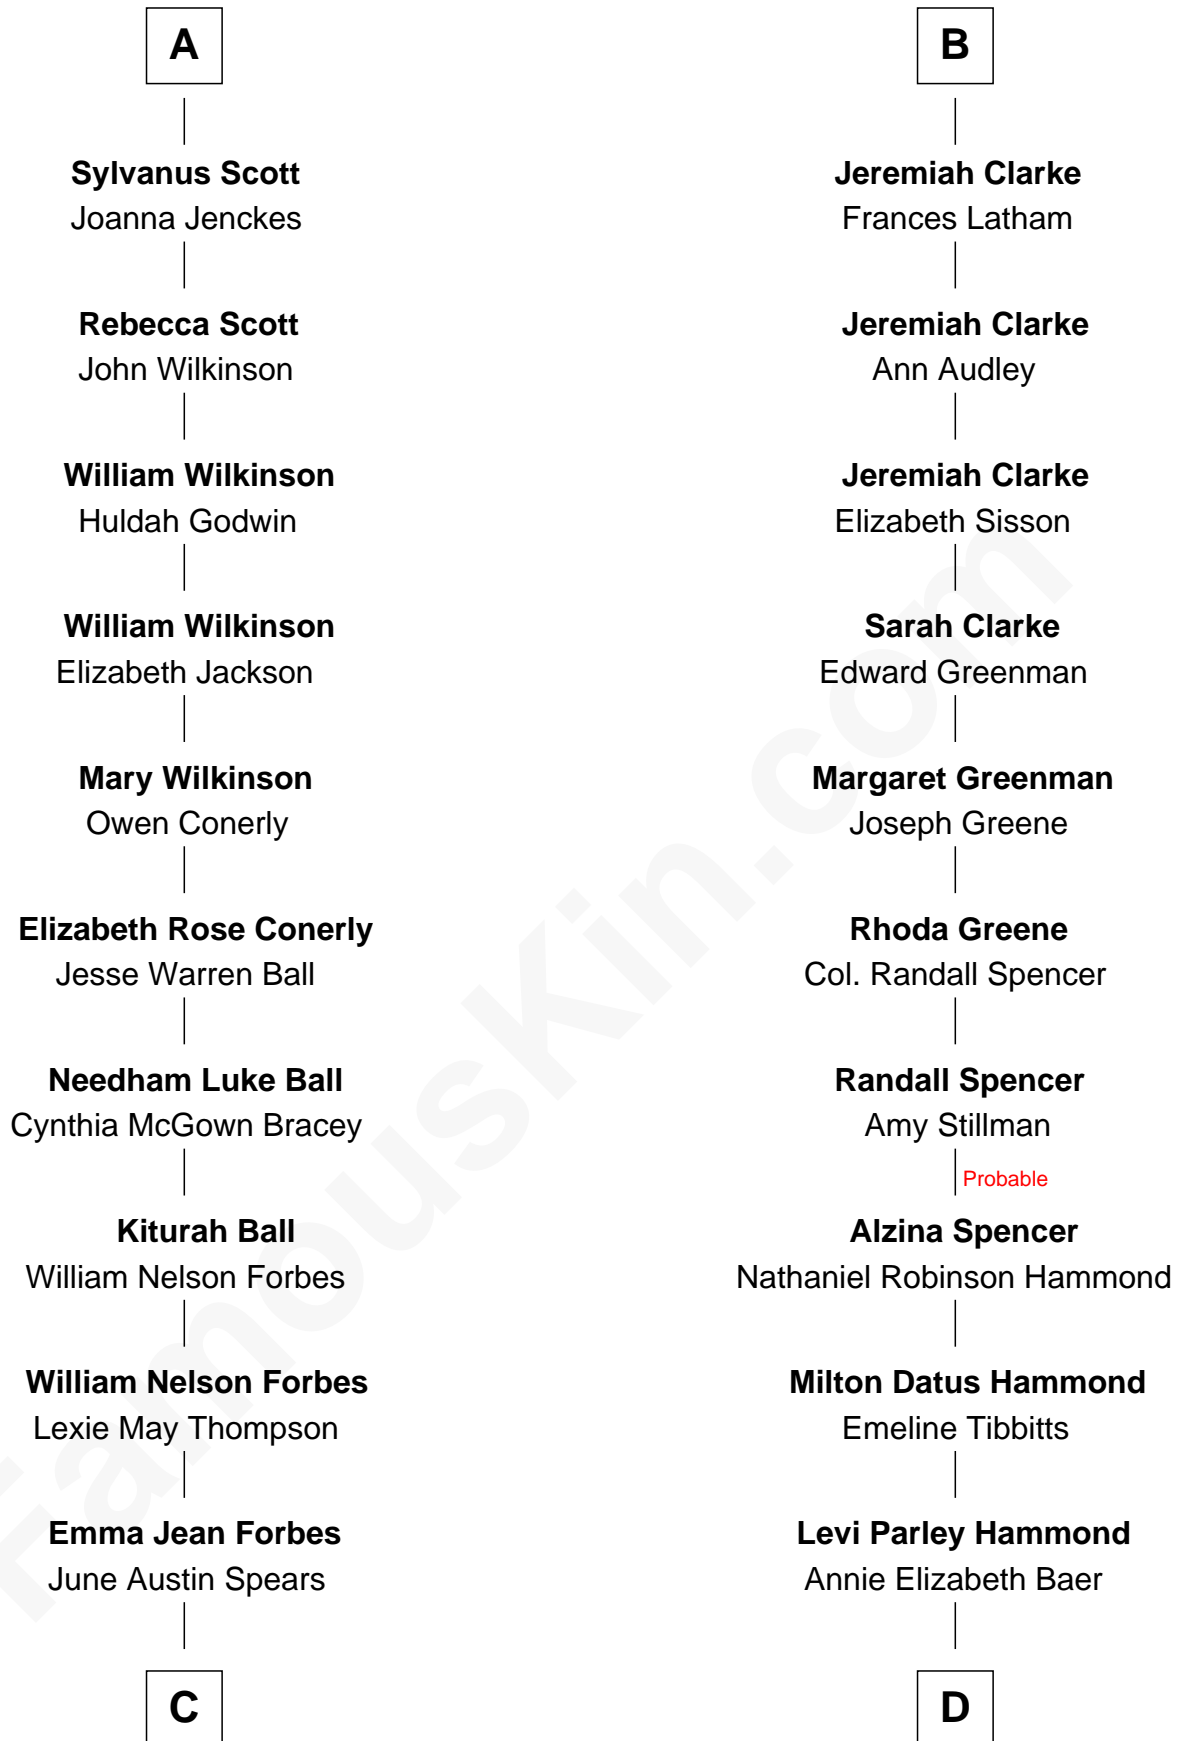 A
Sylvanus Scott
Joanna Jenckes
Rebecca Scott
John Wilkinson
William Wilkinson
Huldah Godwin
William Wilkinson
Elizabeth Jackson
Mary Wilkinson
Owen Conerly
Elizabeth Rose Conerly
Jesse Warren Ball
Needham Luke Ball
Cynthia McGown Bracey
Kiturah Ball
William Nelson Forbes
William Nelson Forbes
Lexie May Thompson
Emma Jean Forbes
June Austin Spears
C
B
Jeremiah Clarke
Frances Latham
Jeremiah Clarke
Ann Audley
Jeremiah Clarke
Elizabeth Sisson
Sarah Clarke
Edward Greenman
Margaret Greenman
Joseph Greene
Rhoda Greene
Col. Randall Spencer
Randall Spencer
Amy Stillman
Probable
Alzina Spencer
Nathaniel Robinson Hammond
Milton Datus Hammond
Emeline Tibbitts
Levi Parley Hammond
Annie Elizabeth Baer
D
FamousKin.com